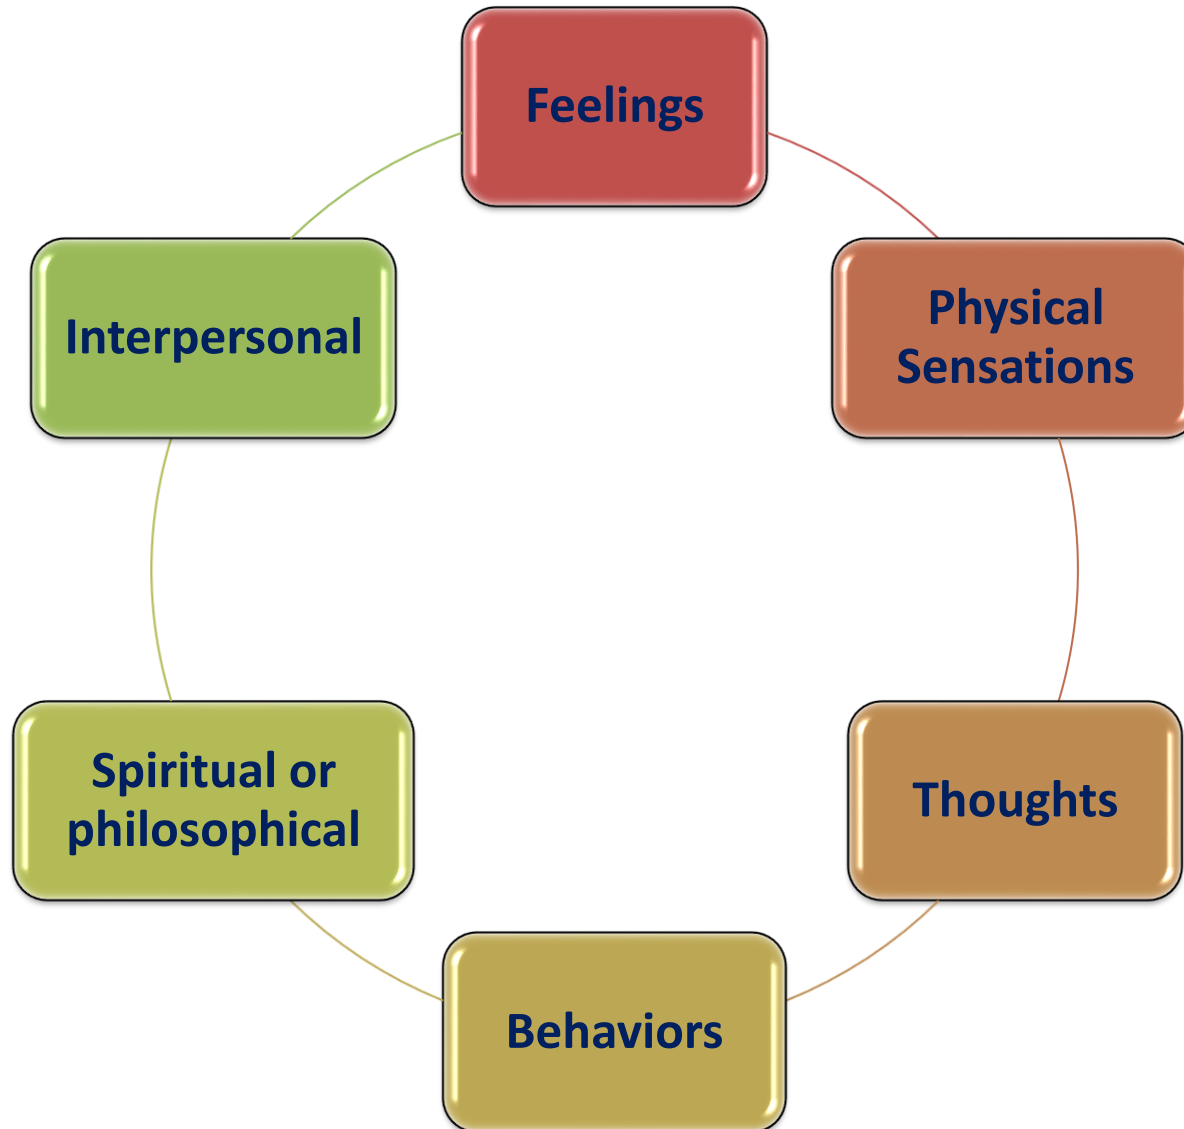 Feelings
Physical
Sensations
Thoughts
Behaviors
Spiritual or
philosophical
Interpersonal